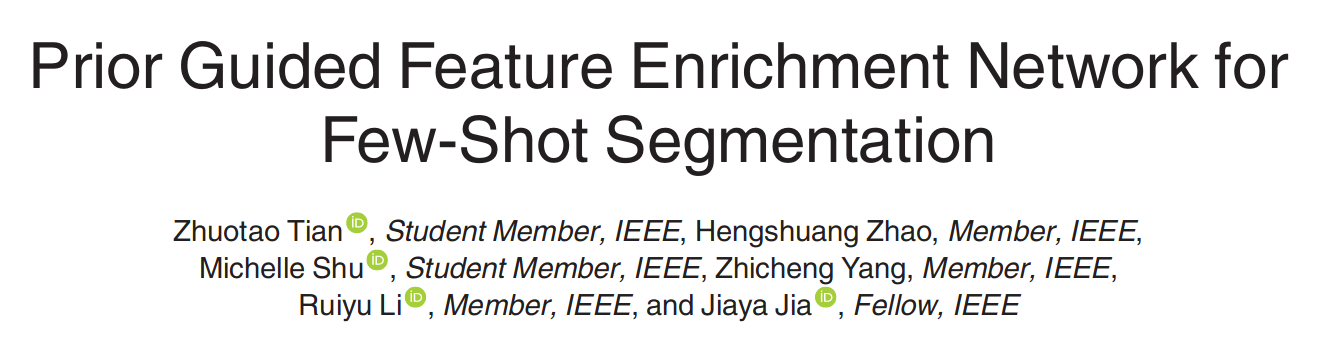 Prior Guided Feature Enrichment Network for
Few-Shot Segmentation
Zhuotao Tian iD, Student Member, IEEE, Hengshuang Zhao, Member, IEEE,
Michelle Shu iD, Student Member, IEEE, Zhicheng Yang, Member, IEEE,
Ruiyu Li iD, Member, IEEE, and Jiaya Jia iD, Fellow, IEEE